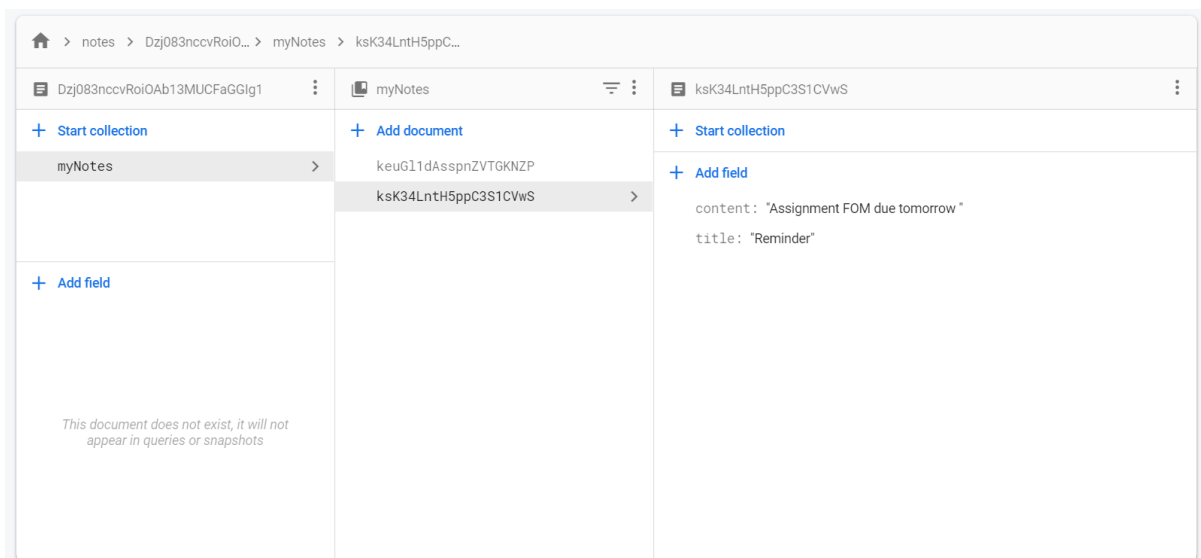 > notes > Dzj083nccvRoiO... > myNotes > ksK34LntH5ppC...
Dzj083nccvRoiOAb13MUCFaGGIg1
+ Start collection
myNotes >
+ Add field
This document does not exist, it will not
appear in queries or snapshots
myNotes
+ Add document
keuGl1dAsspnZVTGKNZP
ksK34LntH5ppC3S1CVwS >
ksK34LntH5ppC3S1CVwS
+ Start collection
+ Add field
content: "Assignment FOM due tomorrow "
title: "Reminder"